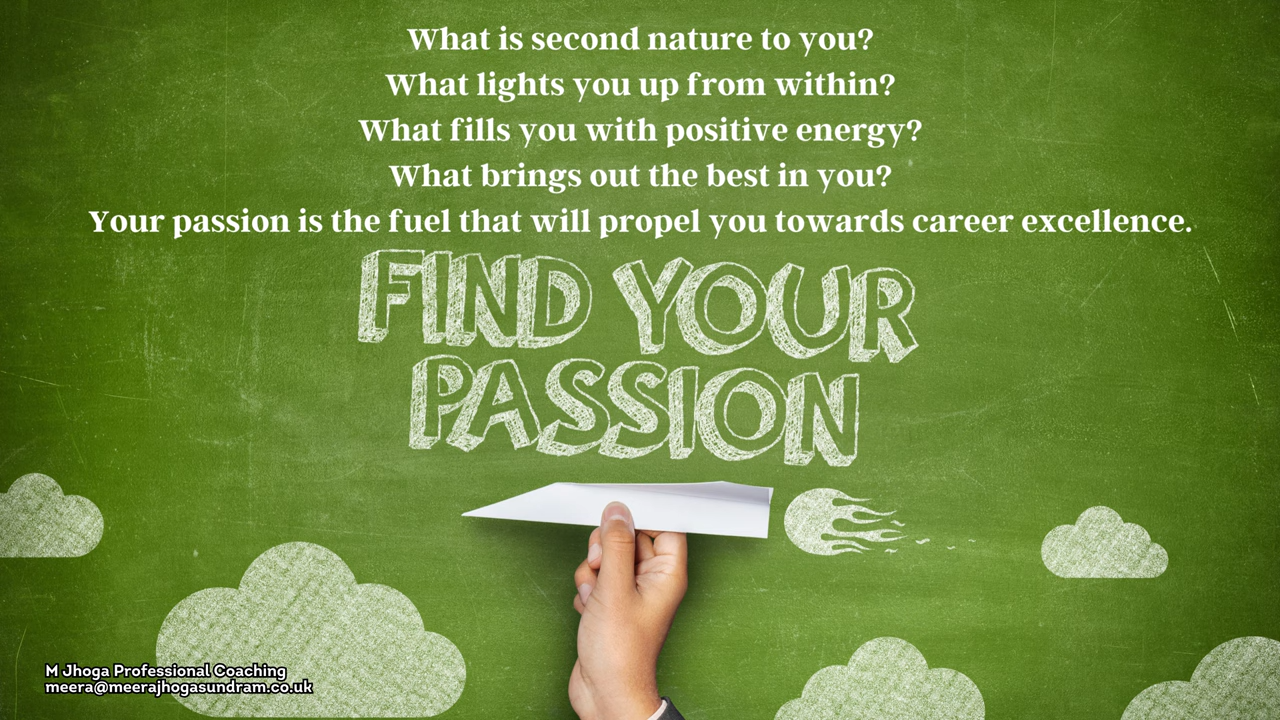 What is second nature to you?
What lights you up from within?
What fills you with positive energy?
What brings out the best in you?
Your passion is the fuel that will propel you towards career excellence.
FIND YOUR
PASSION
M Jhoga Professional Coaching
meera@meerajhogasundram.co.uk